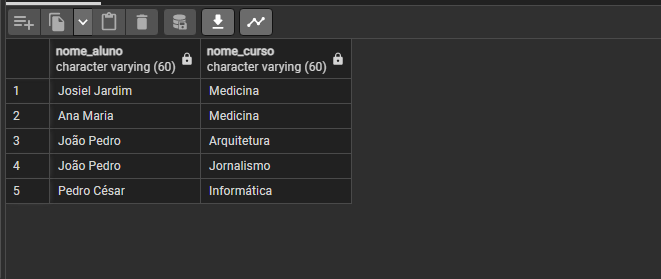 nome_aluno nome_curso
character varying (60) character varying (60)
1 Josiel Jardim Medicina
2 Ana Maria Medicina
3 João Pedro Arquitetura
4 João Pedro Jornalismo
5 Pedro César Informática